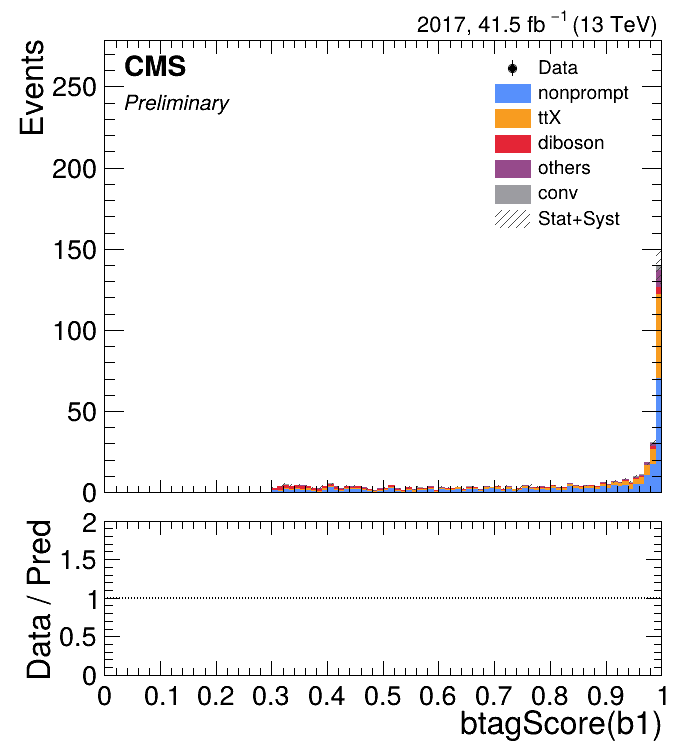 2017, 41.5 fb⁻¹ (13 TeV)
CMS
Preliminary
Events
250
200
150
100
50
0
Data
nonprompt
ttX
diboson
others
conv
Stat+Syst
Data / Pred
2
1.5
1
0.5
0
0 0.1 0.2 0.3 0.4 0.5 0.6 0.7 0.8 0.9 1
btagScore(b1)